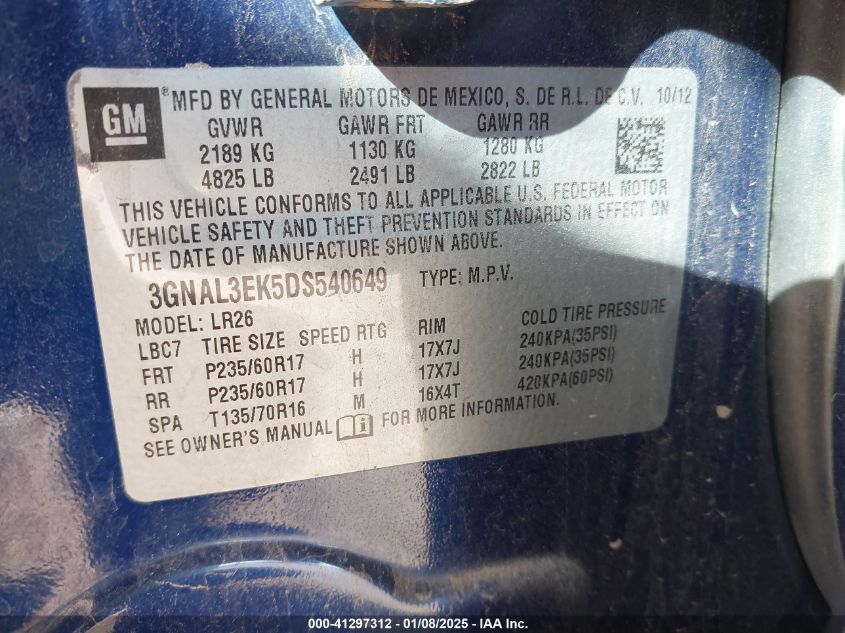 GM ® MFD BY GENERAL MOTORS DE MEXICO, S. DE R.L. DE C.V. 10/12
GVWR GAWR FRT GAWR RR
2189 KG 1130 KG 1280 KG
4825 LB 2491 LB 2822 LB
THIS VEHICLE CONFORMS TO ALL APPLICABLE U.S. FEDERAL MOTOR
VEHICLE SAFETY AND THEFT PREVENTION STANDARDS IN EFFECT ON
THE DATE OF MANUFACTURE SHOWN ABOVE.
3GNAL3EK5DS540649 TYPE: M.P.V.
MODEL: LR26
LBC7 TIRE SIZE SPEED RTG RIM COLD TIRE PRESSURE
FRT P235/60R17 H 17X7J 240KPA(35PSI)
RR P235/60R17 H 17X7J 240KPA(35PSI)
SPA T135/70R16 M 16X4T 420KPA(60PSI)
SEE OWNER'S MANUAL FOR MORE INFORMATION.
000-41297312 - 01/08/2025 - IAA Inc.